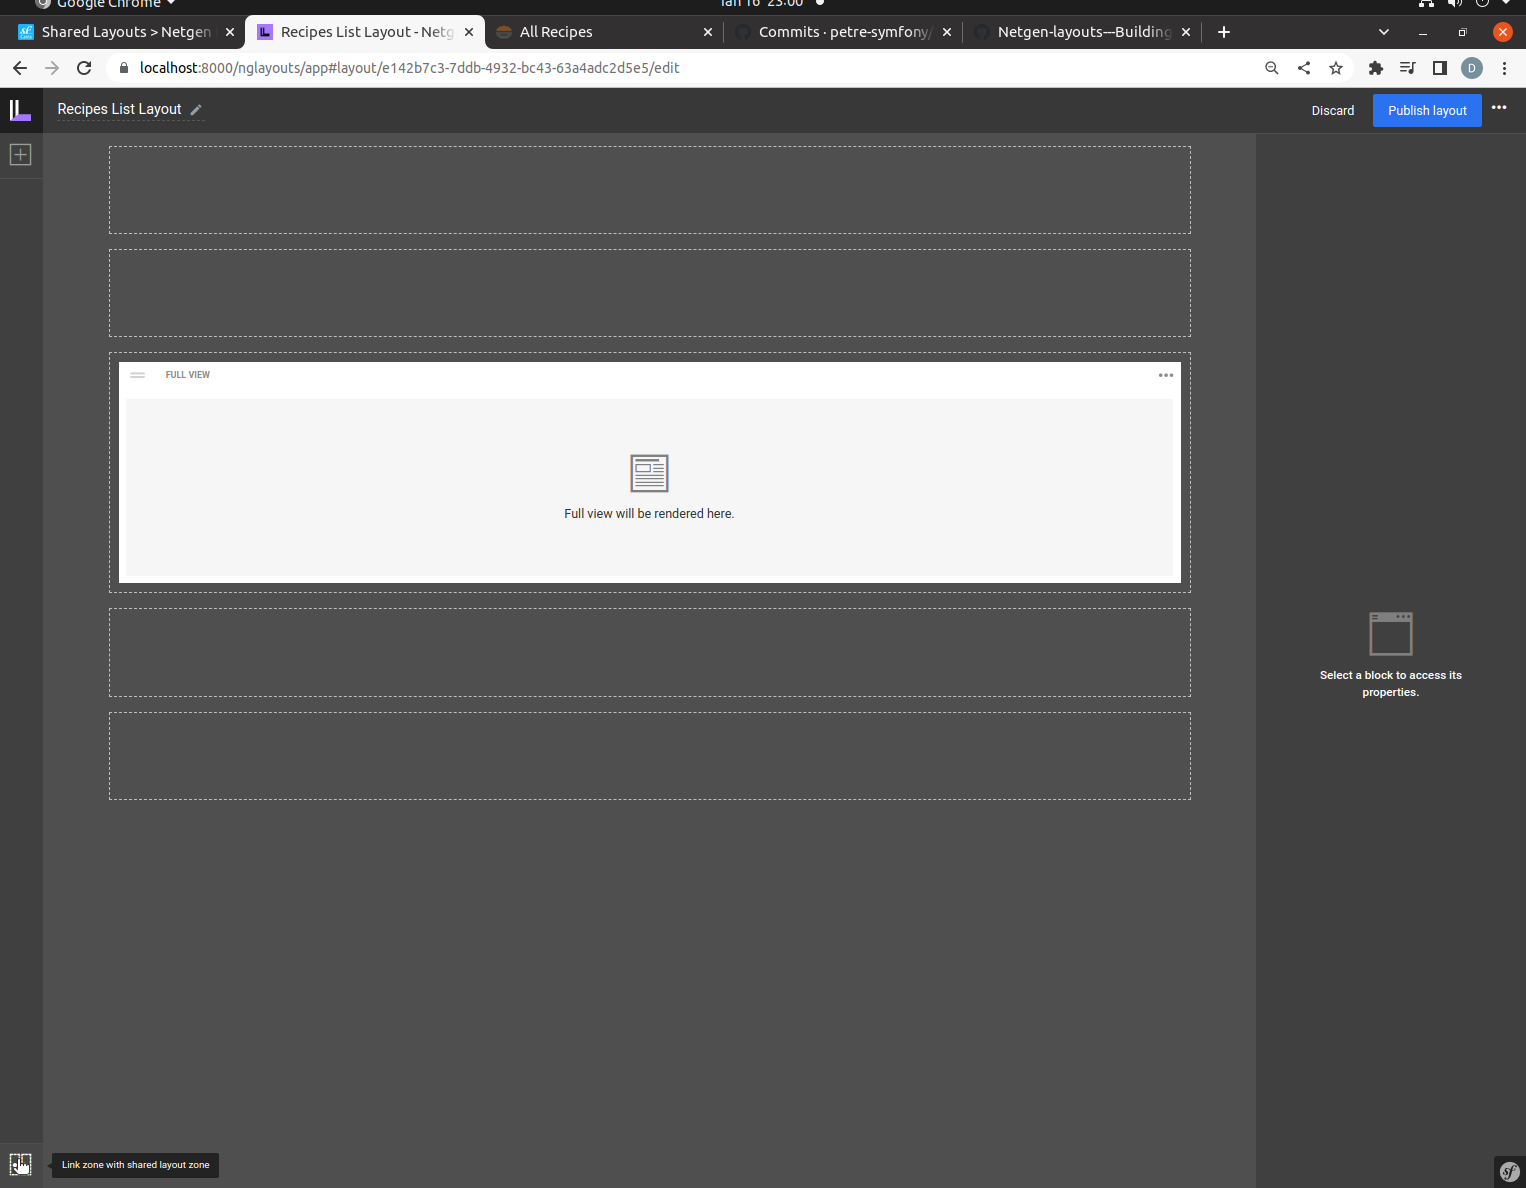 Google Chrome
Jan 16 23:00
Shared Layouts > Netgen
Recipes List Layout - Netg
All Recipes
Commits · petre-symfony/
Netgen-layouts---Building
localhost:8000/nglayouts/app#layout/e142b7c3-7ddb-4932-bc43-63a4adc2d5e5/edit
D
Recipes List Layout
Discard
Publish layout
FULL VIEW
Full view will be rendered here.
Select a block to access its
properties.
Link zone with shared layout zone